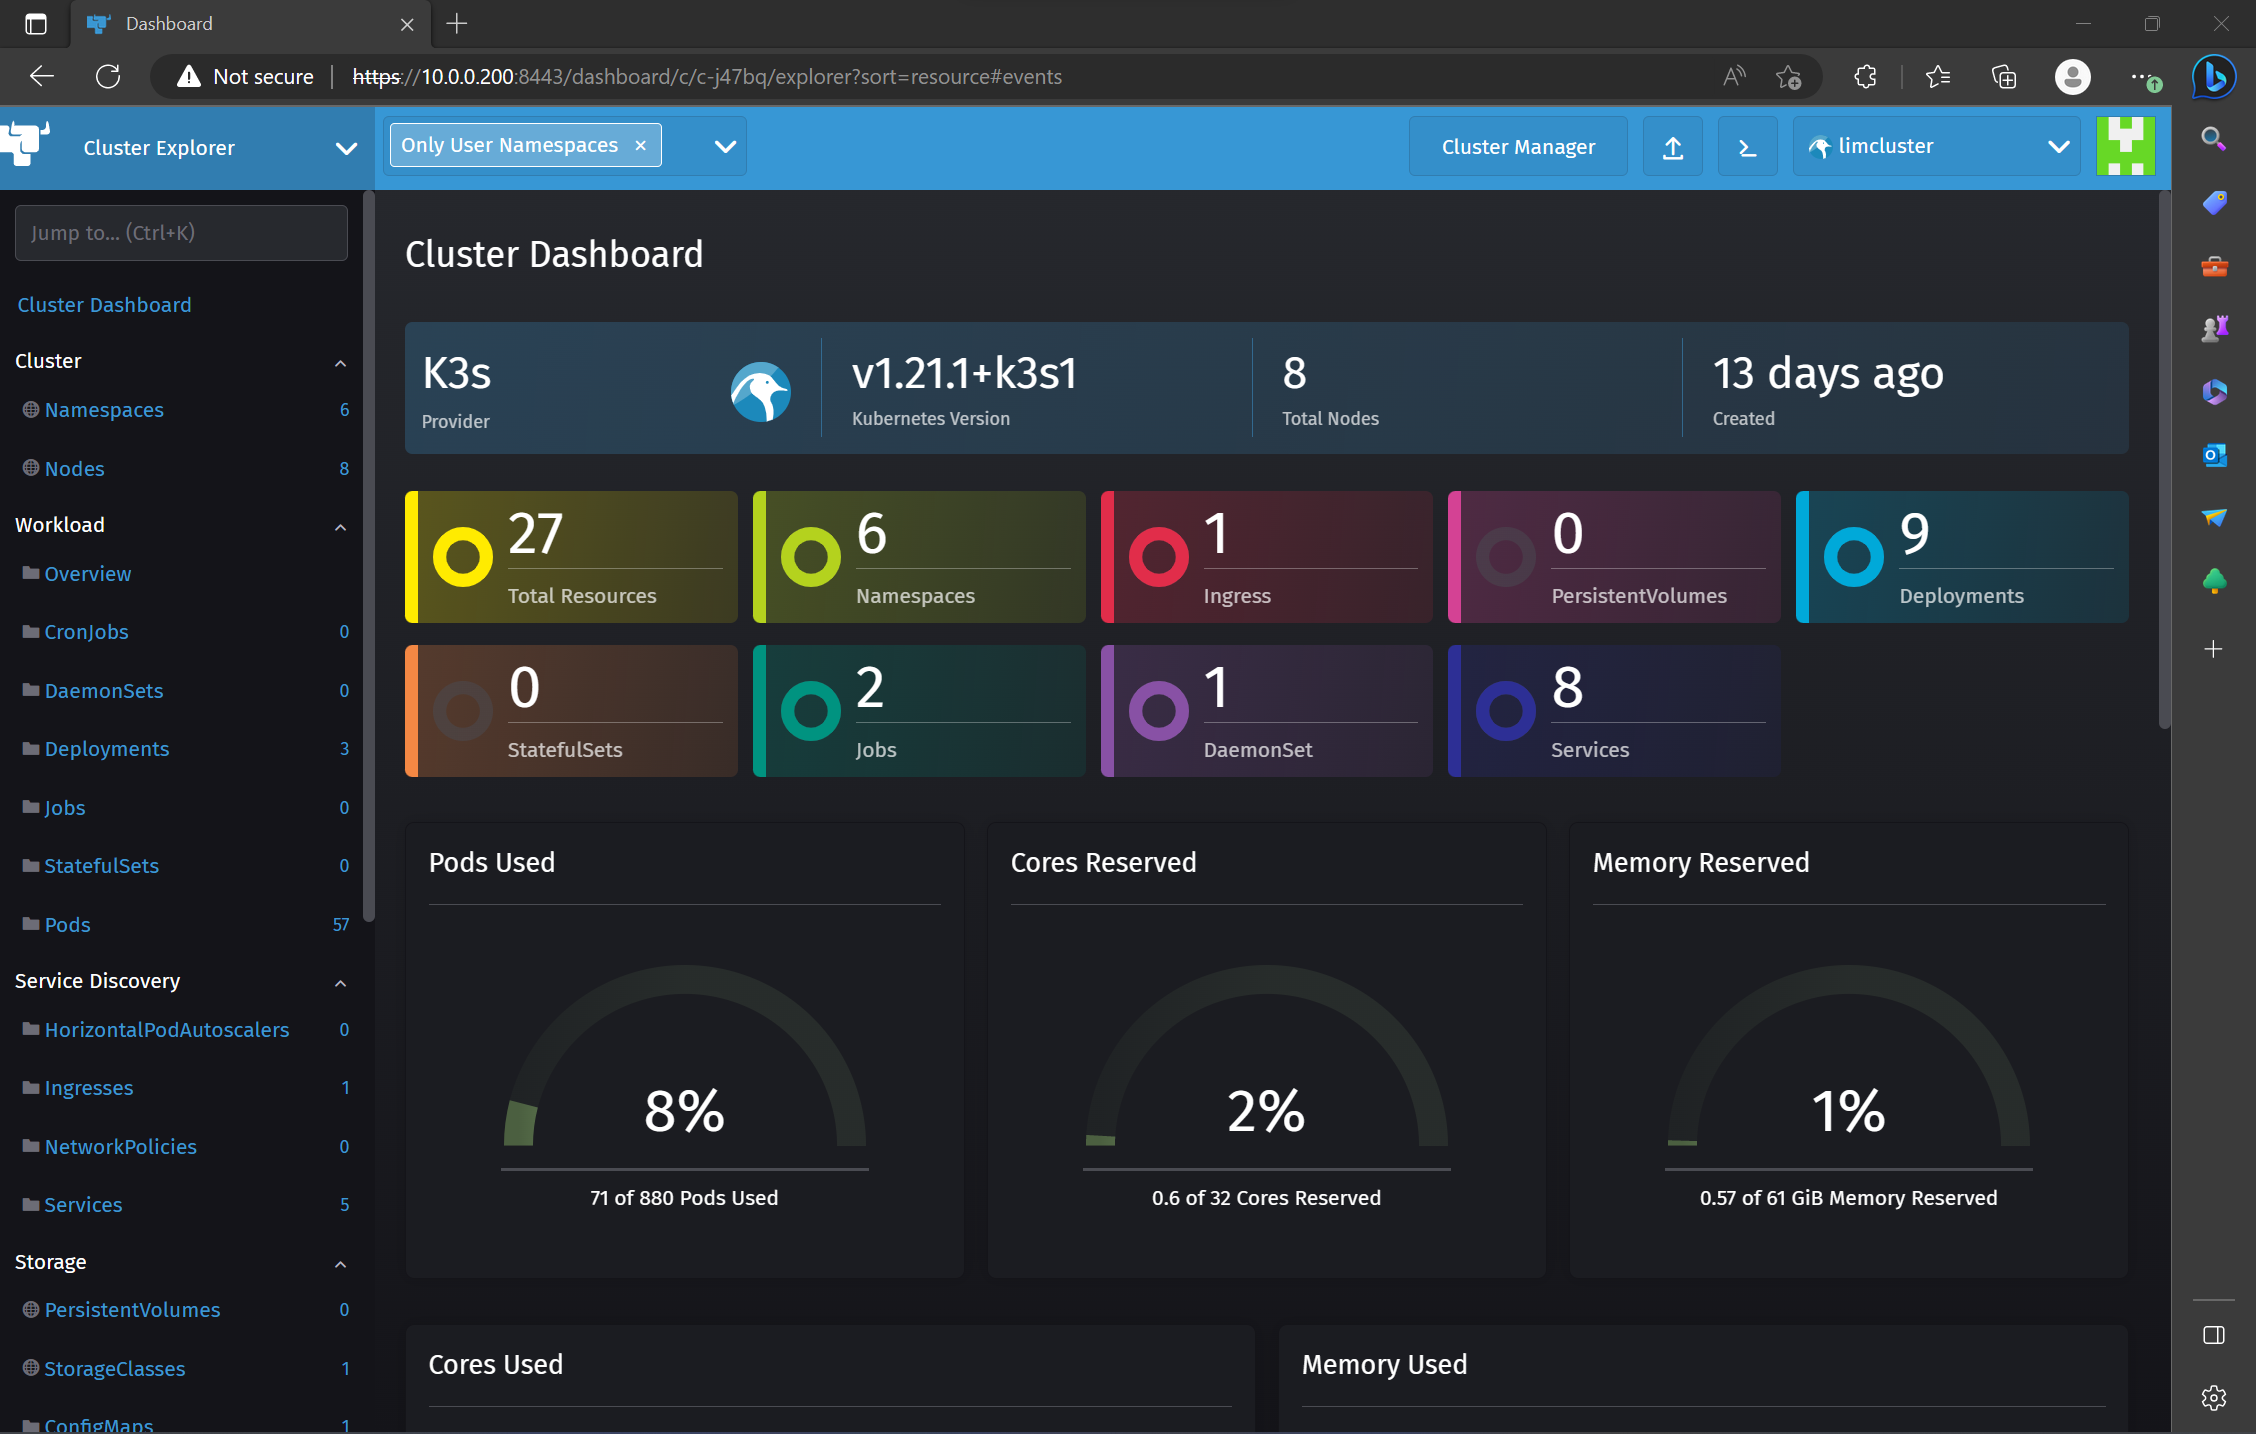 Dashboard
Not secure | https://10.0.0.200:8443/dashboard/c/c-j47bq/explorer?sort=resource#events
Cluster Explorer
Only User Namespaces ×
Cluster Manager
limcluster
Jump to... (Ctrl+K)
Cluster Dashboard
Cluster
Namespaces 6
Nodes 8
Workload
Overview
CronJobs 0
DaemonSets 0
Deployments 3
Jobs 0
StatefulSets 0
Pods 57
Service Discovery
HorizontalPodAutoscalers 0
Ingresses 1
NetworkPolicies 0
Services 5
Storage
PersistentVolumes 0
StorageClasses 1
ConfigMaps 1
Cluster Dashboard
K3s
Provider
v1.21.1+k3s1
Kubernetes Version
8
Total Nodes
13 days ago
Created
27
Total Resources
6
Namespaces
1
Ingress
0
PersistentVolumes
9
Deployments
0
StatefulSets
2
Jobs
1
DaemonSet
8
Services
Pods Used
8%
71 of 880 Pods Used
Cores Reserved
2%
0.6 of 32 Cores Reserved
Memory Reserved
1%
0.57 of 61 GiB Memory Reserved
Cores Used
Memory Used